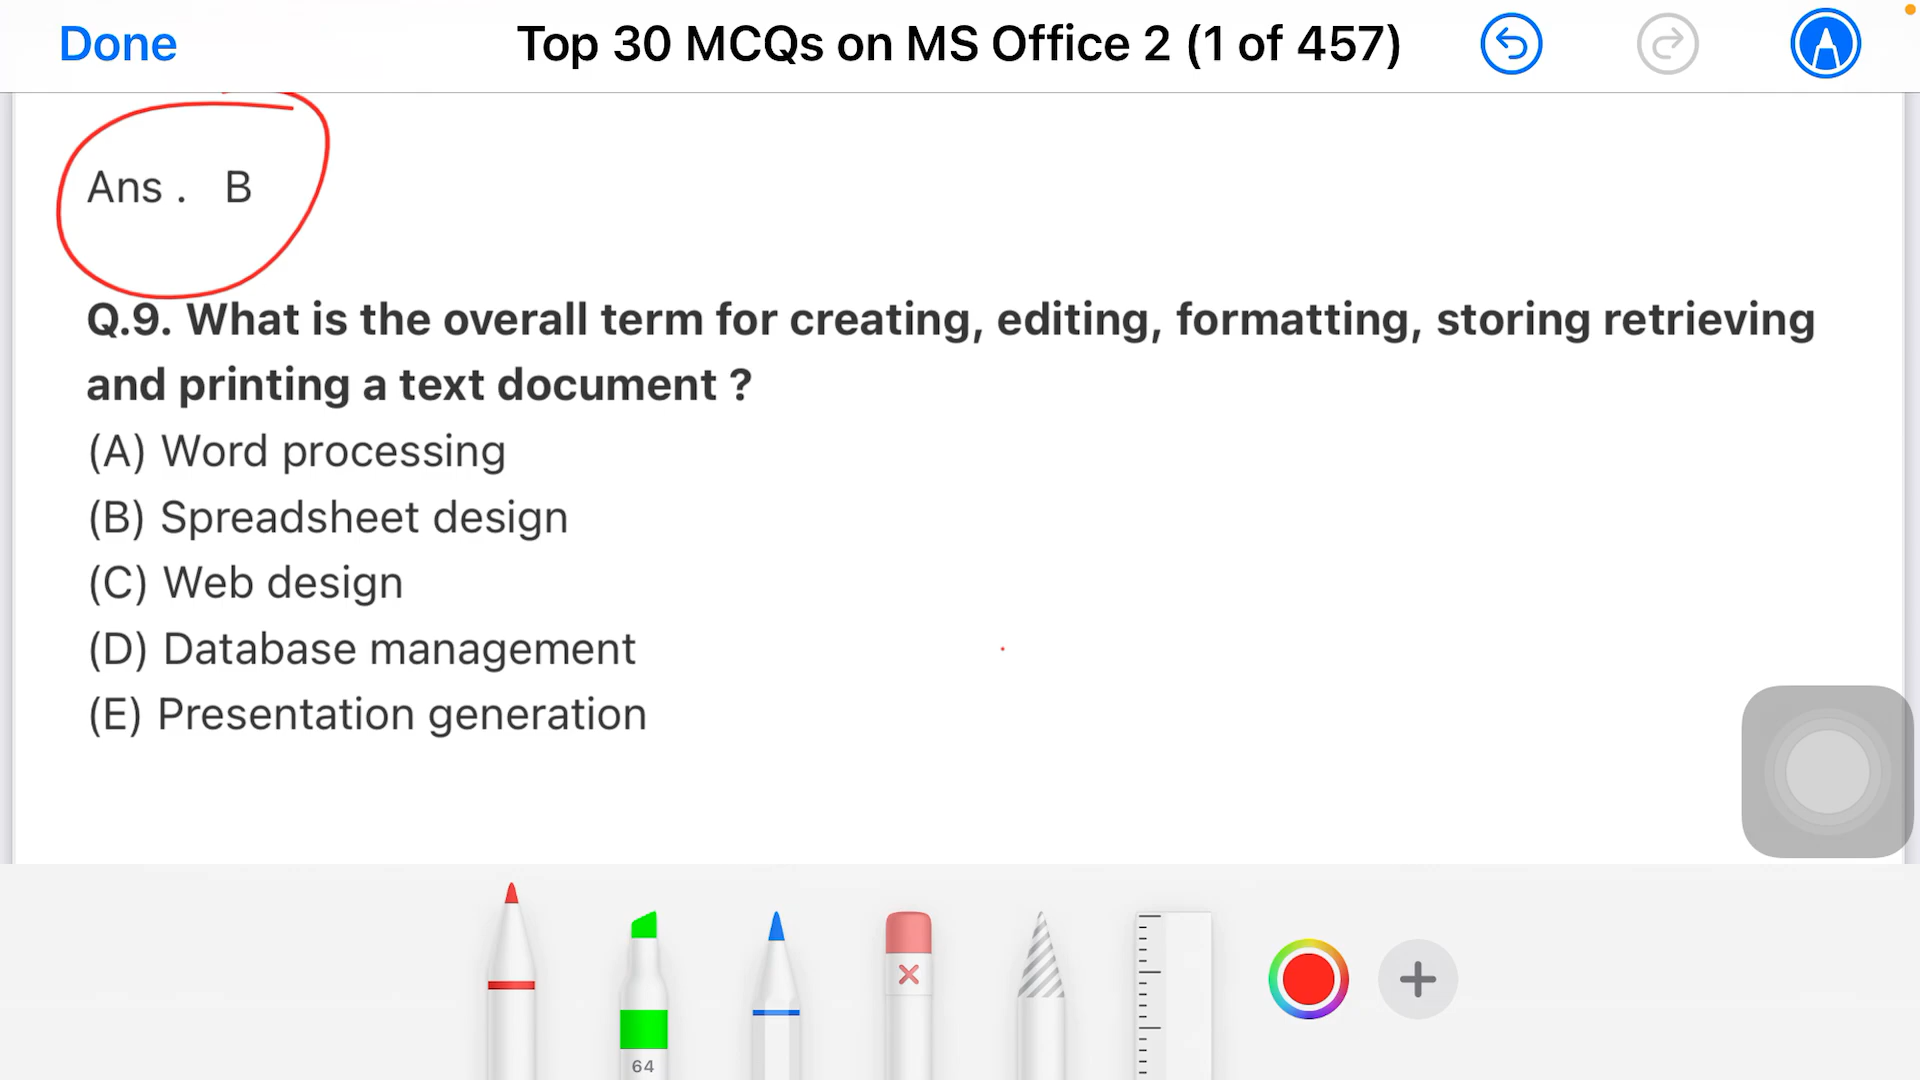 Done
Top 30 MCQs on MS Office 2 (1 of 457)
Ans . B
Q.9. What is the overall term for creating, editing, formatting, storing retrieving
and printing a text document ?
(A) Word processing
(B) Spreadsheet design
(C) Web design
(D) Database management
(E) Presentation generation
64